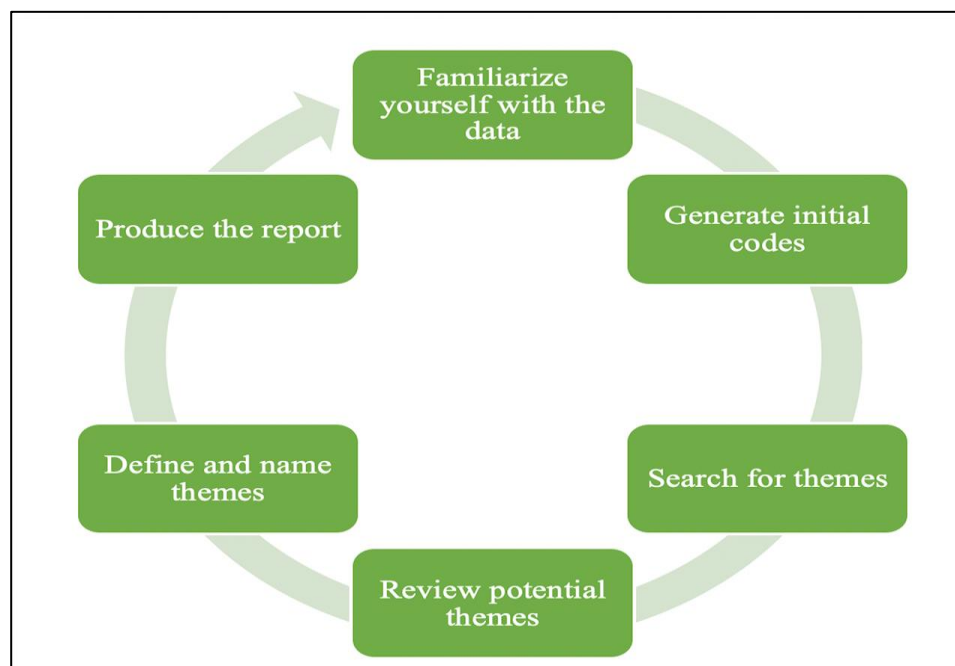 Familiarize
yourself with the
data
Generate initial
codes
Search for themes
Review potential
themes
Define and name
themes
Produce the report